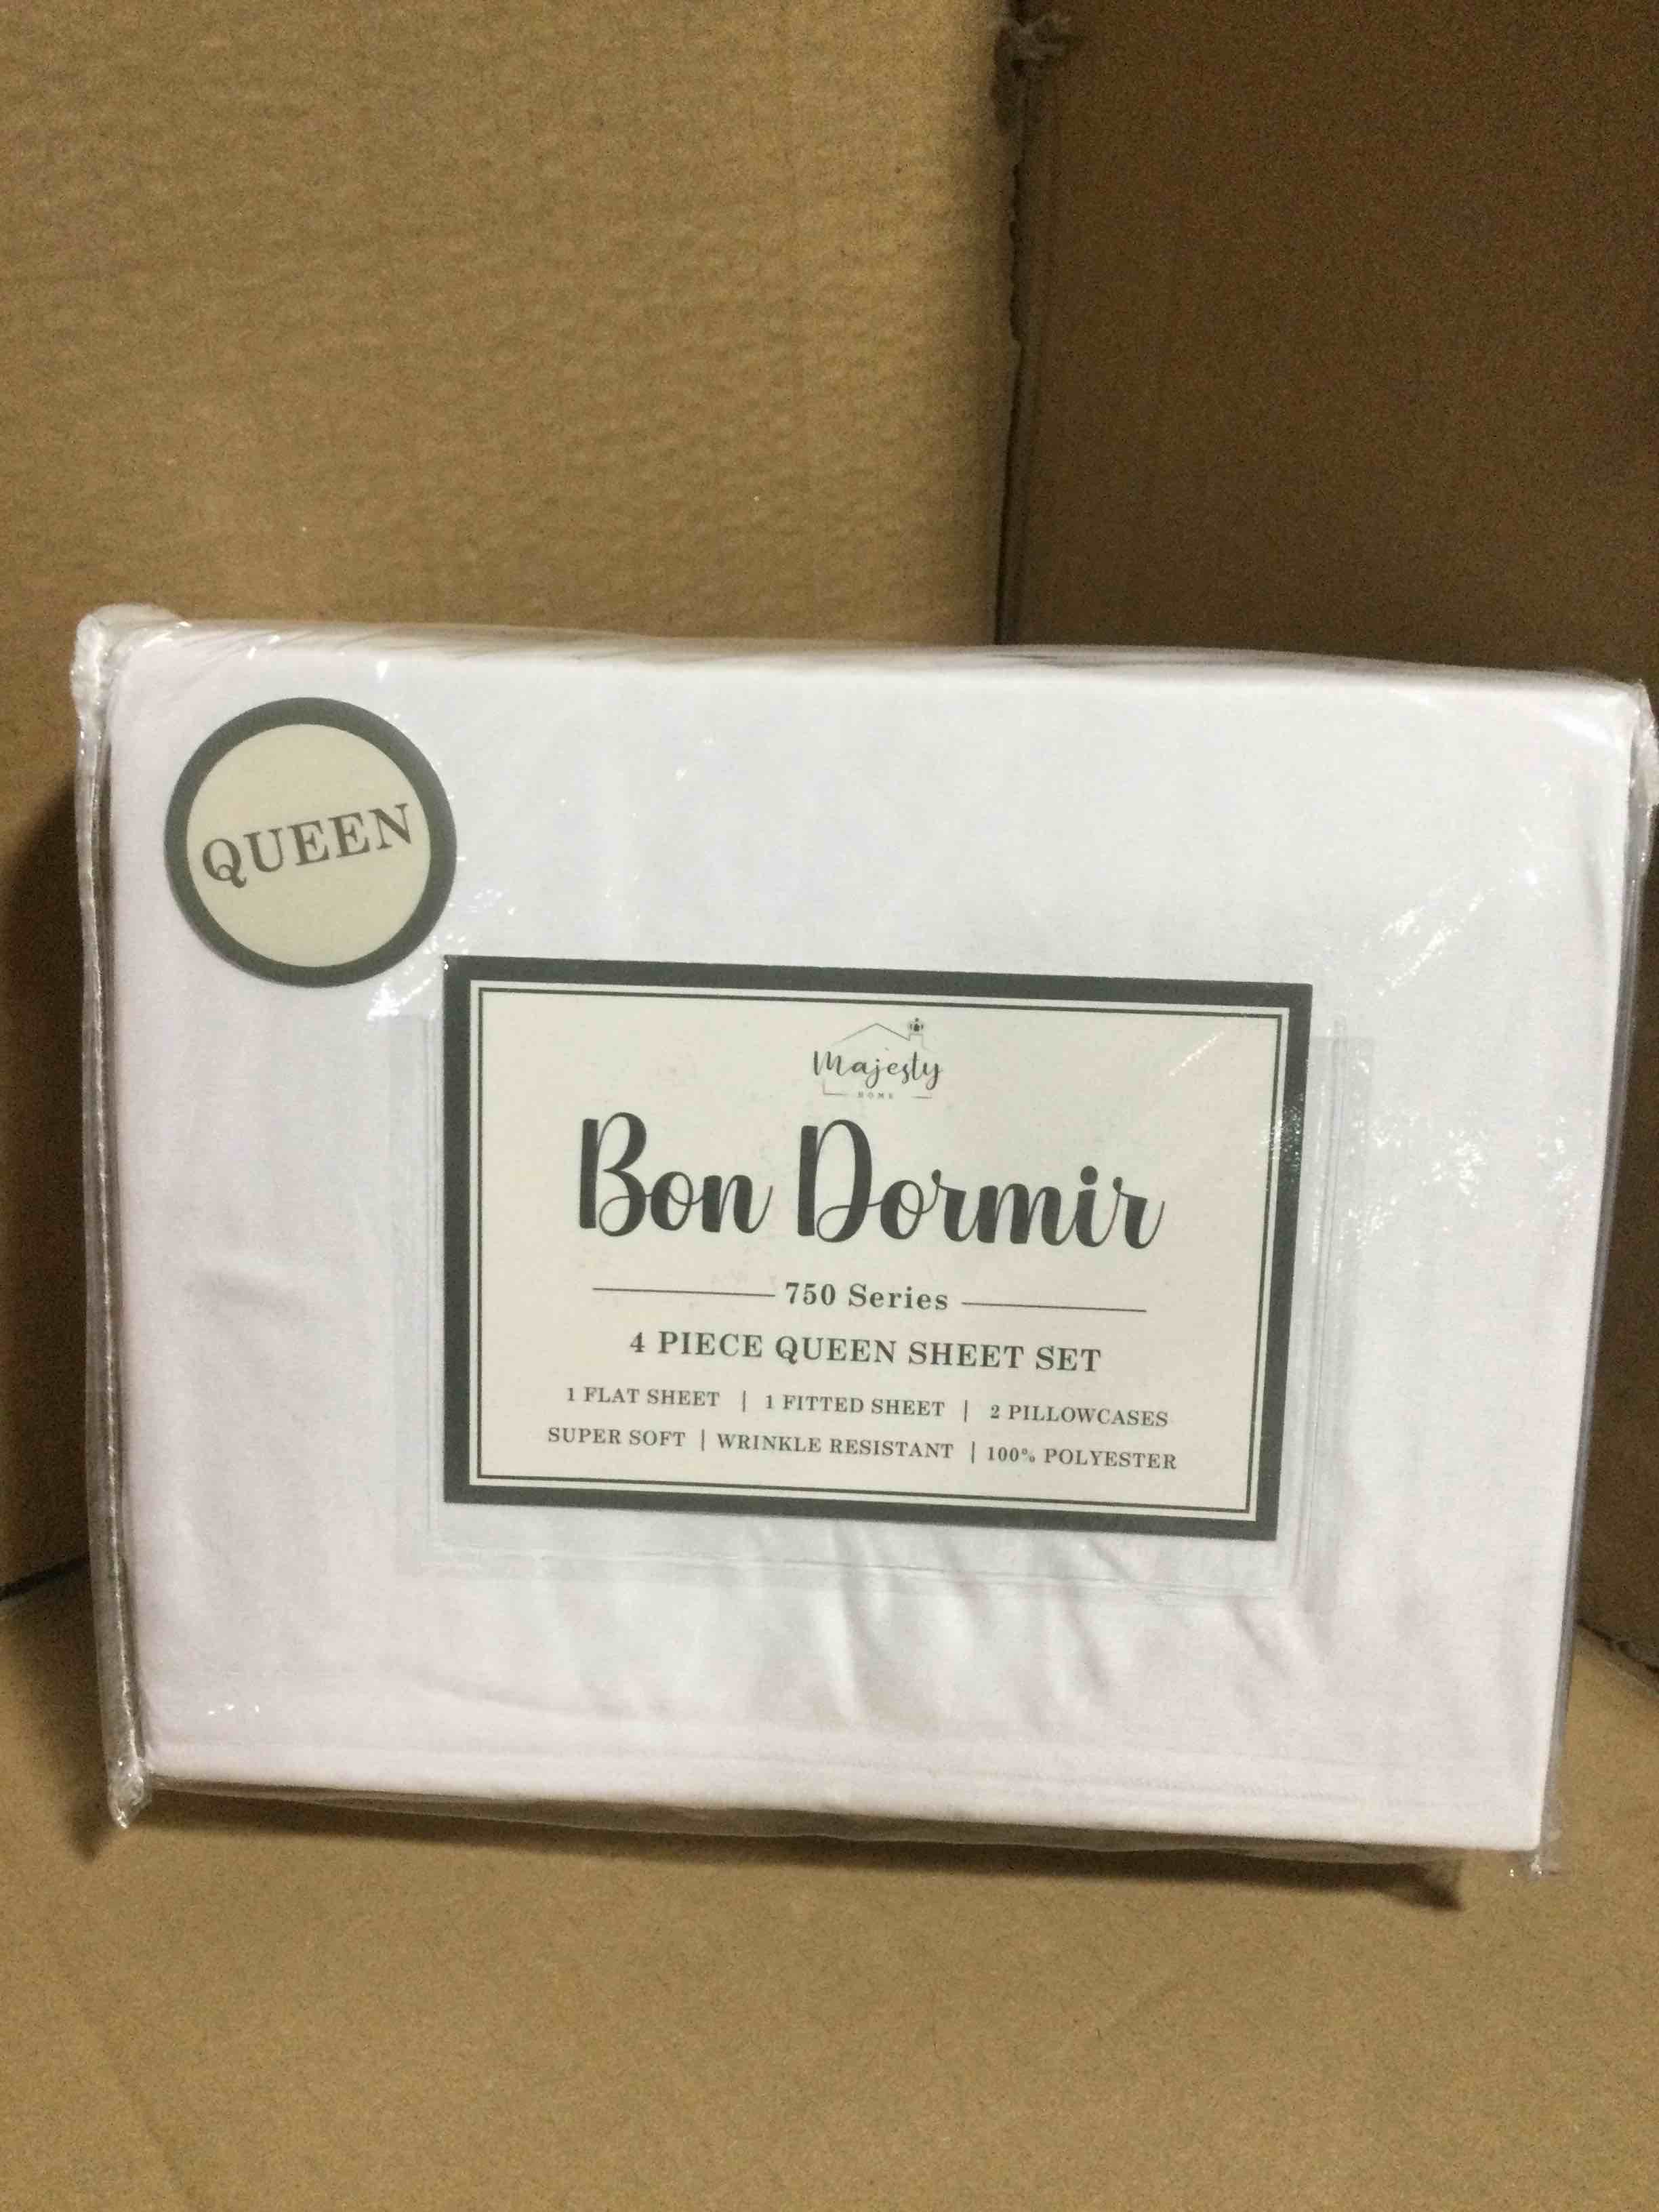 QUEEN
Majesty
HOME
Bon Dormir
750 Series
4 PIECE QUEEN SHEET SET
1 FLAT SHEET | 1 FITTED SHEET | 2 PILLOWCASES
SUPER SOFT | WRINKLE RESISTANT | 100% POLYESTER